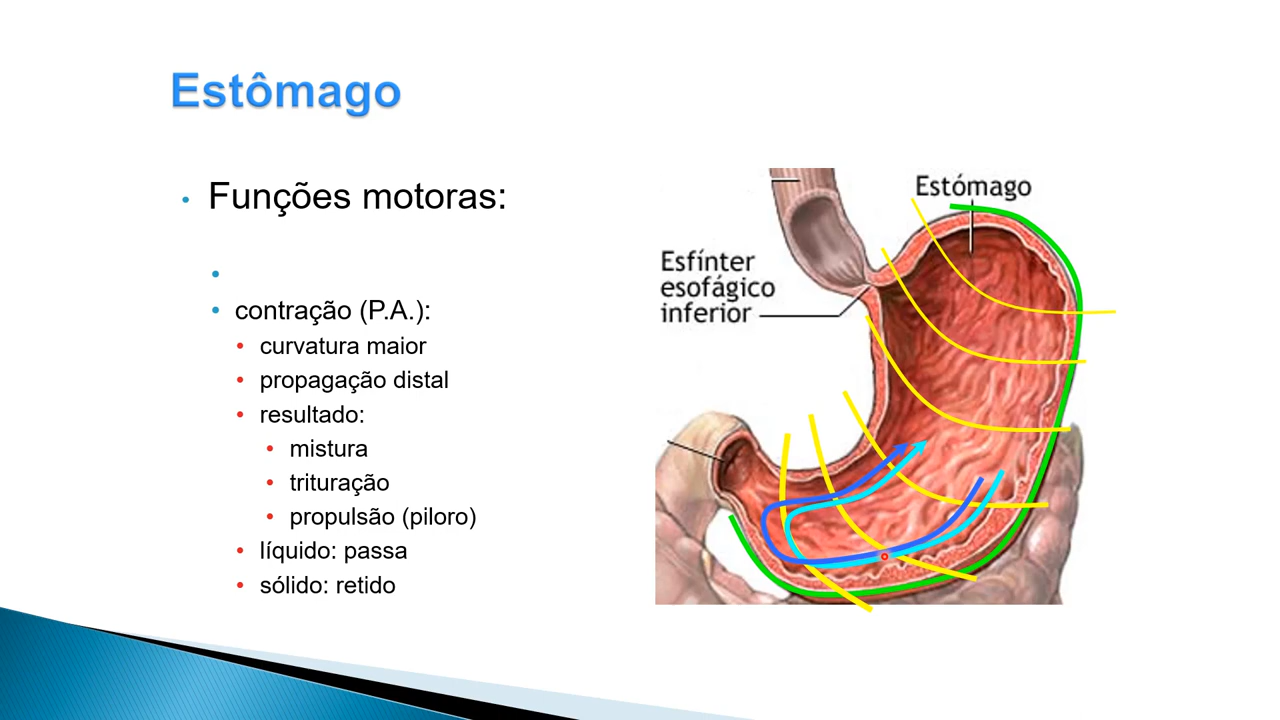 Estômago
Funções motoras:
contração (P.A.):
curvatura maior
propagação distal
resultado:
mistura
trituração
propulsão (piloro)
líquido: passa
sólido: retido
Estómago
Esfínter
esofágico
inferior